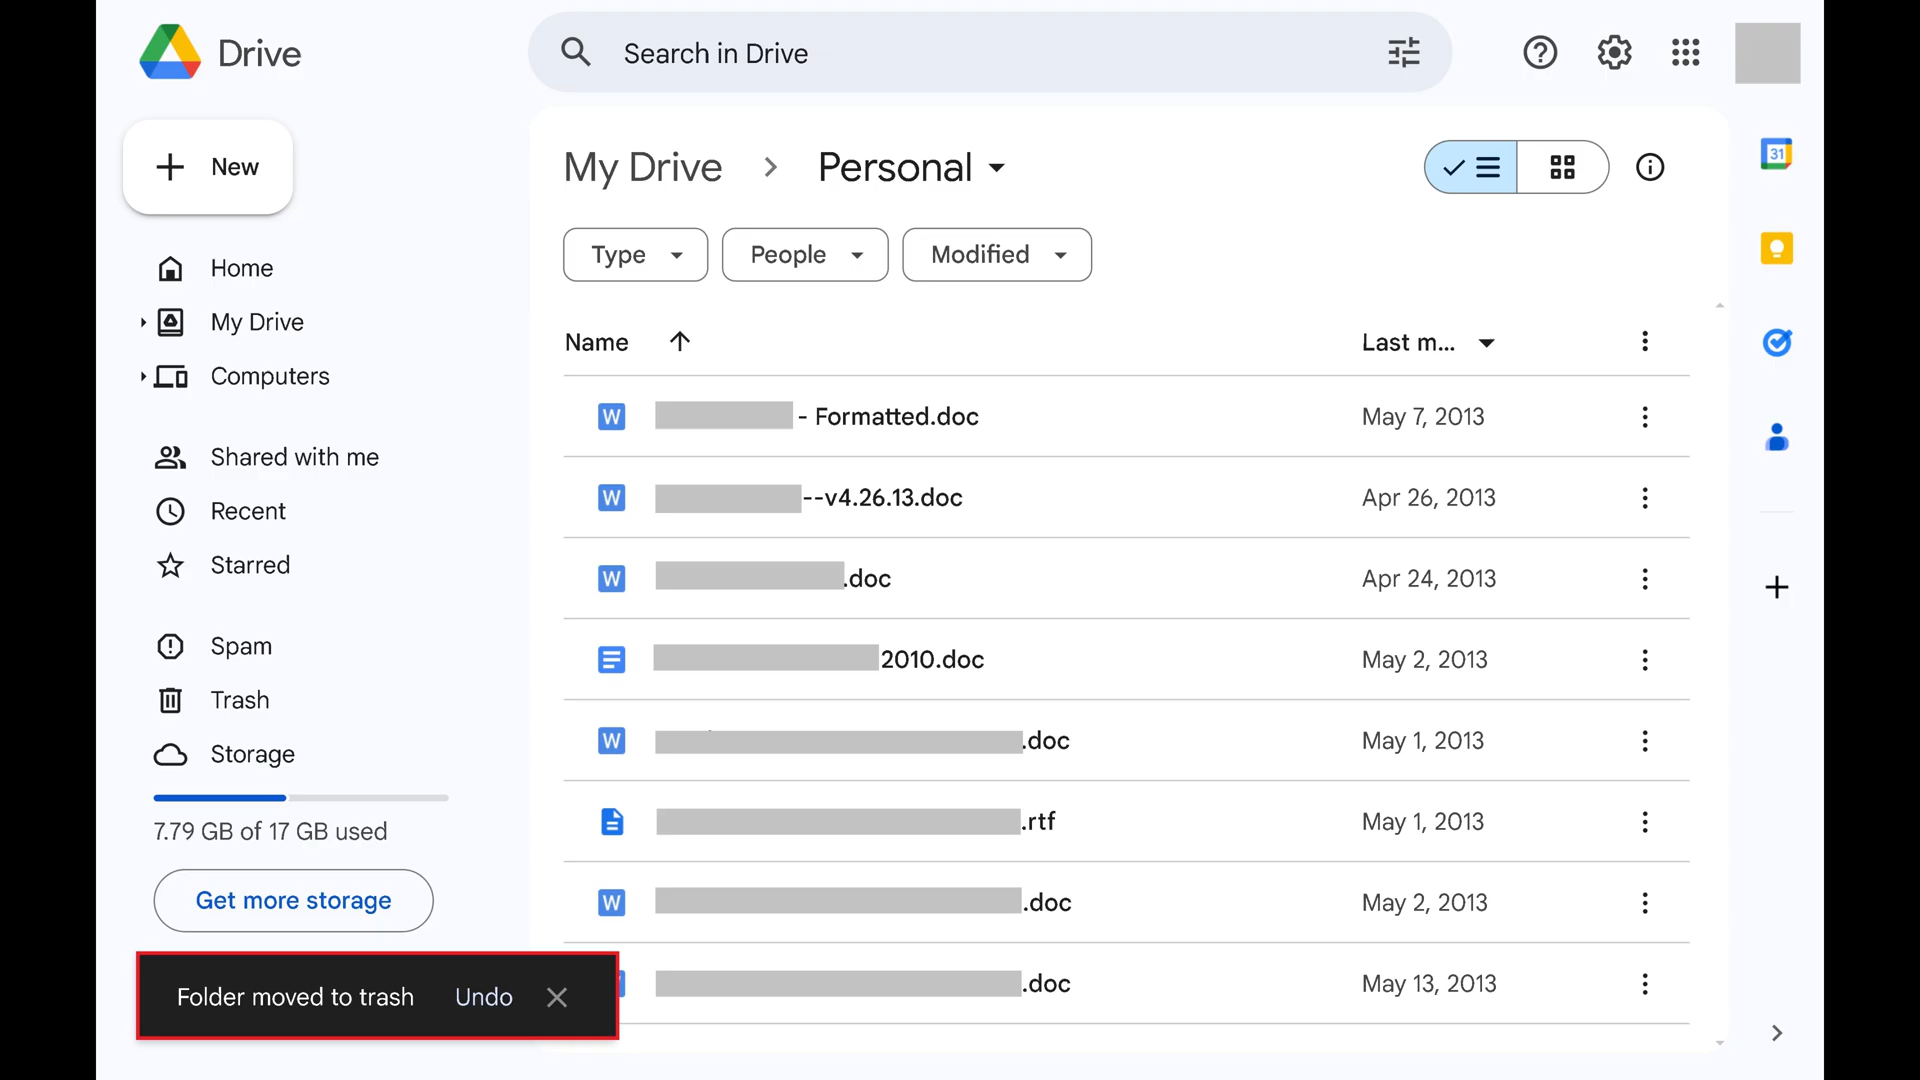 Drive
Search in Drive
New
My Drive > Personal
31
Type People Modified
Home
My Drive
Computers
Shared with me
Recent
Starred
Spam
Trash
Storage
7.79 GB of 17 GB used
Get more storage
Name Last m...
W - Formatted.doc May 7, 2013
W --v4.26.13.doc Apr 26, 2013
W .doc Apr 24, 2013
2010.doc May 2, 2013
W .doc May 1, 2013
.rtf May 1, 2013
W .doc May 2, 2013
.doc May 13, 2013
Folder moved to trash Undo